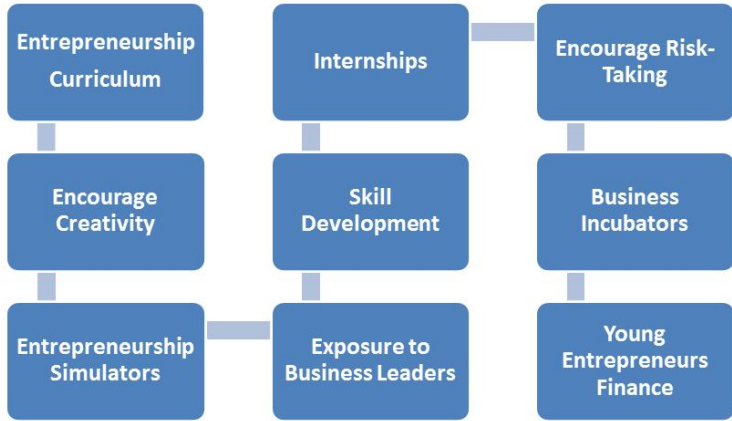 Entrepreneurship
Curriculum
Encourage
Creativity
Entrepreneurship
Simulators
Exposure to
Business Leaders
Skill
Development
Internships
Encourage Risk-
Taking
Business
Incubators
Young
Entrepreneurs
Finance